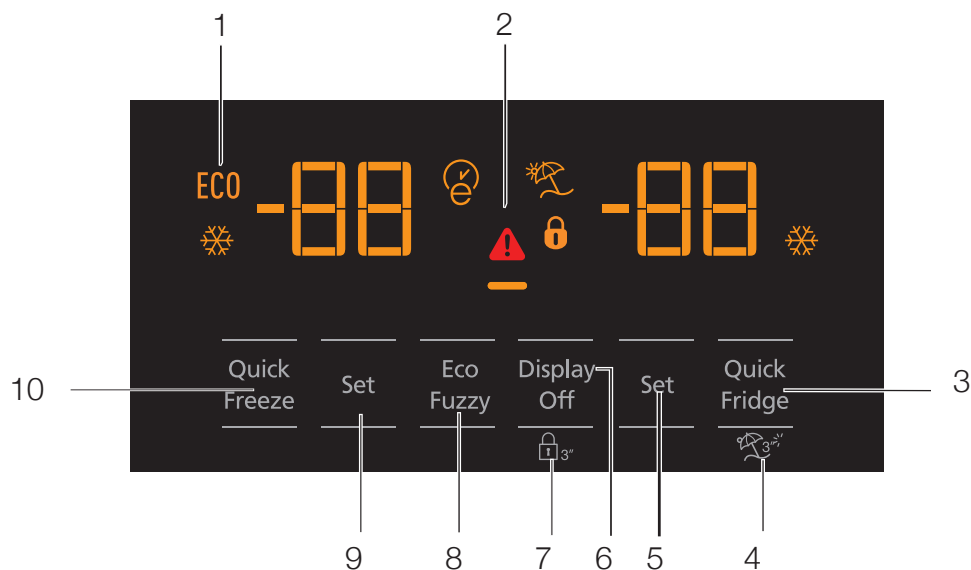 1
2
ECO
-88
e
-88
Quick Freeze
Set
Eco Fuzzy
Display Off
Set
Quick Fridge
3"
3"
10
3
9
8
7
6
5
4